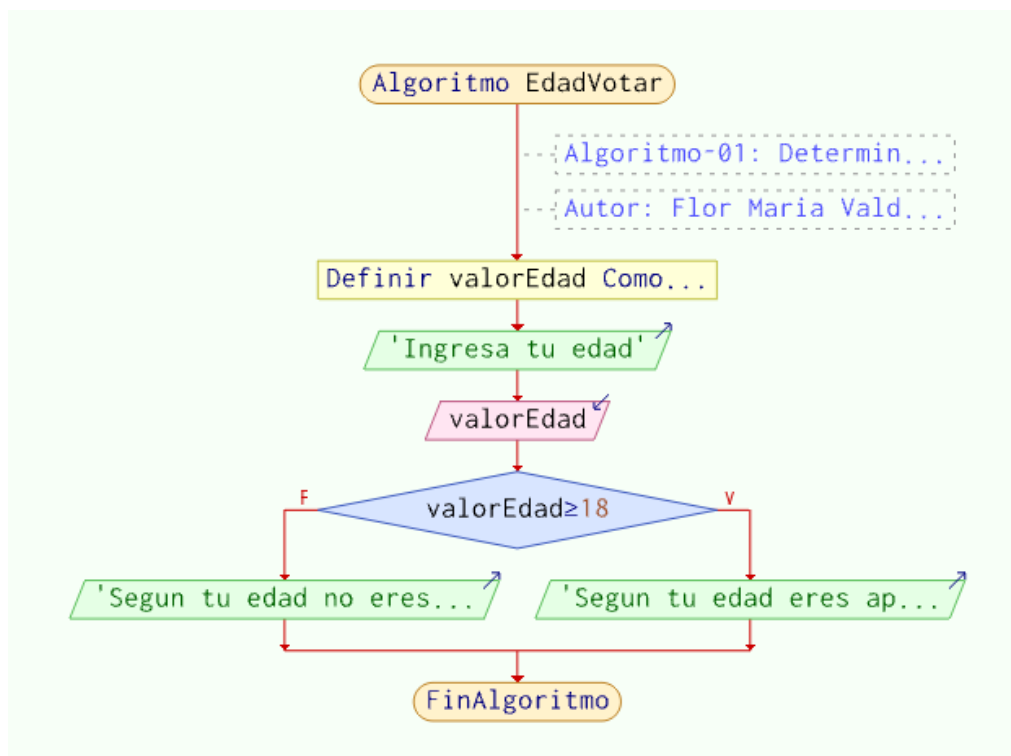 Algoritmo EdadVotar
Algoritmo-01: Determin...
Autor: Flor Maria Vald...
Definir valorEdad Como...
'Ingresa tu edad'
valorEdad
F
valorEdad≥18
V
'Segun tu edad no eres...
'Segun tu edad eres ap...
FinAlgoritmo